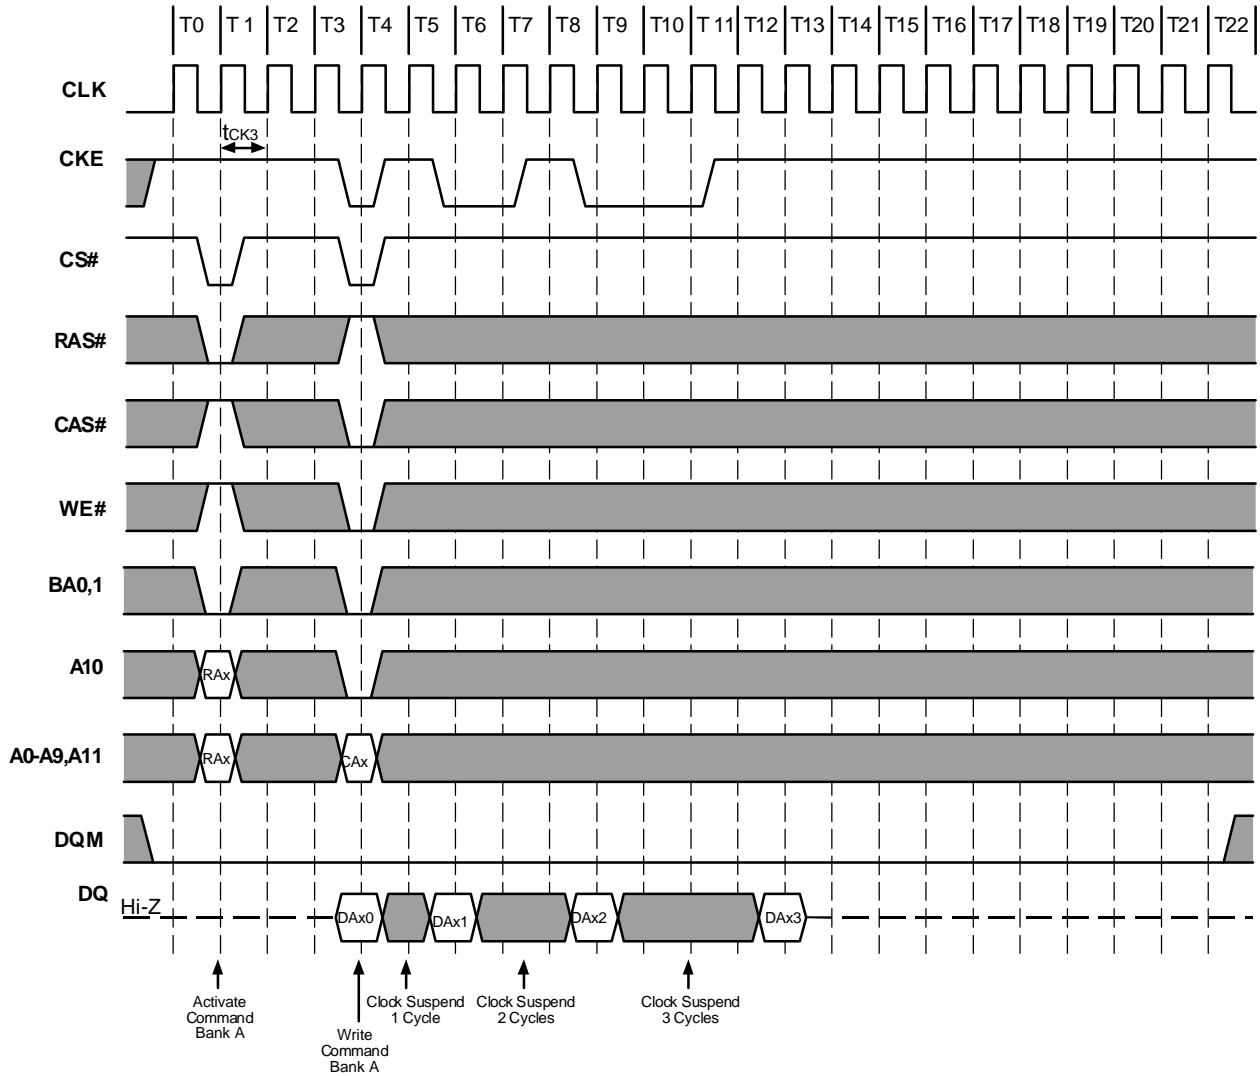 T0 T 1 T2 T3 T4 T5 T6 T7 T8 T9 T10 T 11 T12 T13 T14 T15 T16 T17 T18 T19 T20 T21 T22
CLK
tCK3
CKE
CS#
RAS#
CAS#
WE#
BA0,1
A10
RAx
A0-A9,A11
RAx CAx
DQM
DQ
Hi-Z
DAx0 DAx1 DAx2 DAx3
Activate
Command
Bank A
Write
Command
Bank A
Clock Suspend
1 Cycle
Clock Suspend
2 Cycles
Clock Suspend
3 Cycles